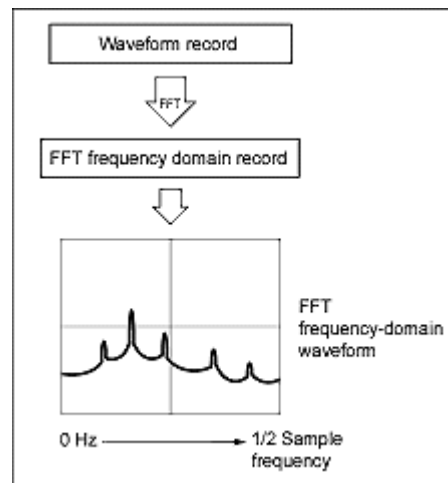 Waveform record
FFT
FFT frequency domain record
FFT
frequency-domain
waveform
0 Hz
1/2 Sample
frequency